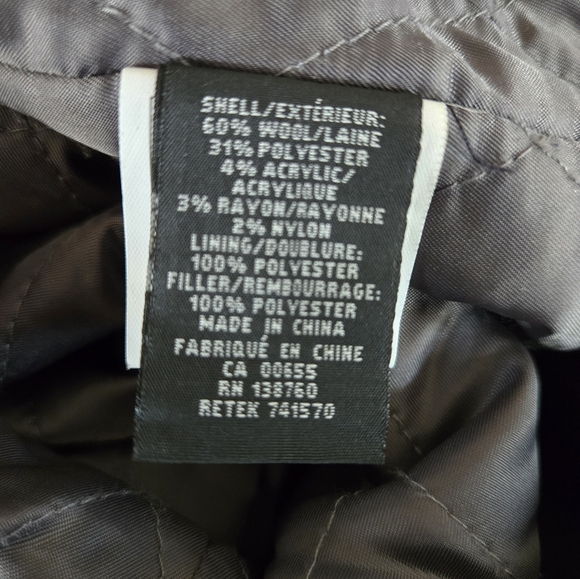 SHELL/EXTÉRIEUR:
60% WOOL/LAINE
31% POLYESTER
4% ACRYLIC/
ACRYLIQUE
3% RAYON/RAYONNE
2% NYLON
LINING/DOUBLURE:
100% POLYESTER
FILLER/REMBOURRAGE:
100% POLYESTER
MADE IN CHINA
FABRIQUÉ EN CHINE
CA 00655
RN 138760
RETEK 741570